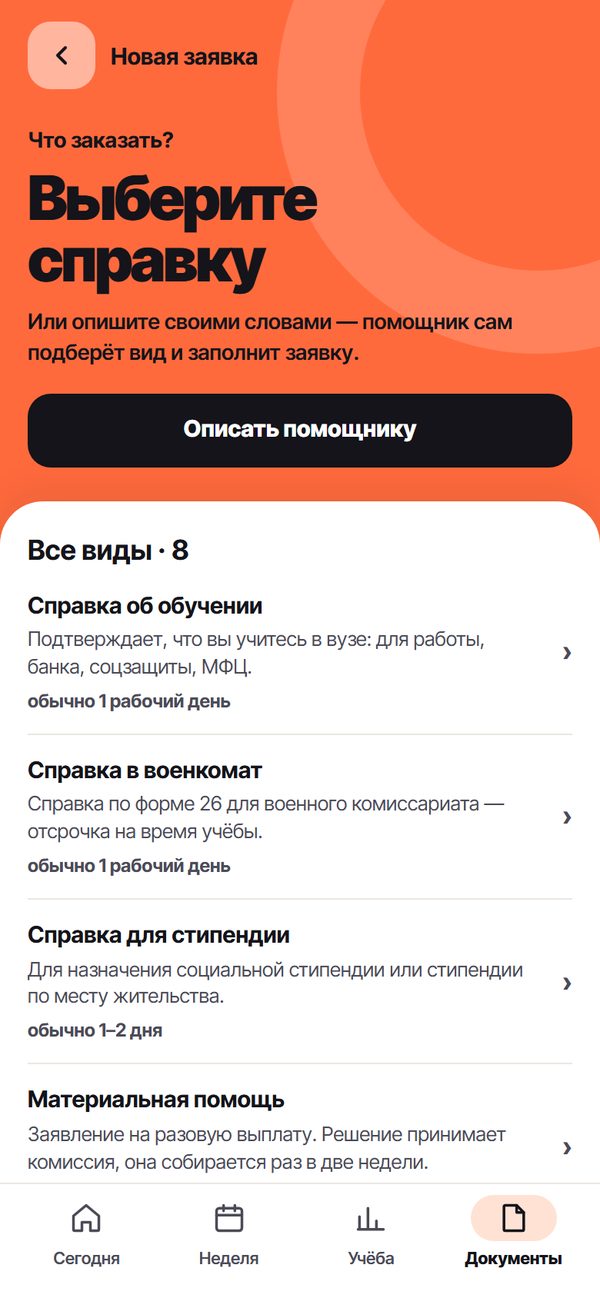 Новая заявка
Что заказать?
Выберите
справку
Или опишите своими словами — помощник сам
подберёт вид и заполнит заявку.
Описать помощнику
Все виды · 8
Справка об обучении
Подтверждает, что вы учитесь в вузе: для работы,
банка, соцзащиты, МФЦ.
обычно 1 рабочий день
Справка в военкомат
Справка по форме 26 для военного комиссариата —
отсрочка на время учёбы.
обычно 1 рабочий день
Справка для стипендии
Для назначения социальной стипендии или стипендии
по месту жительства.
обычно 1–2 дня
Материальная помощь
Заявление на разовую выплату. Решение принимает
комиссия, она собирается раз в две недели.
Сегодня
Неделя
Учёба
Документы